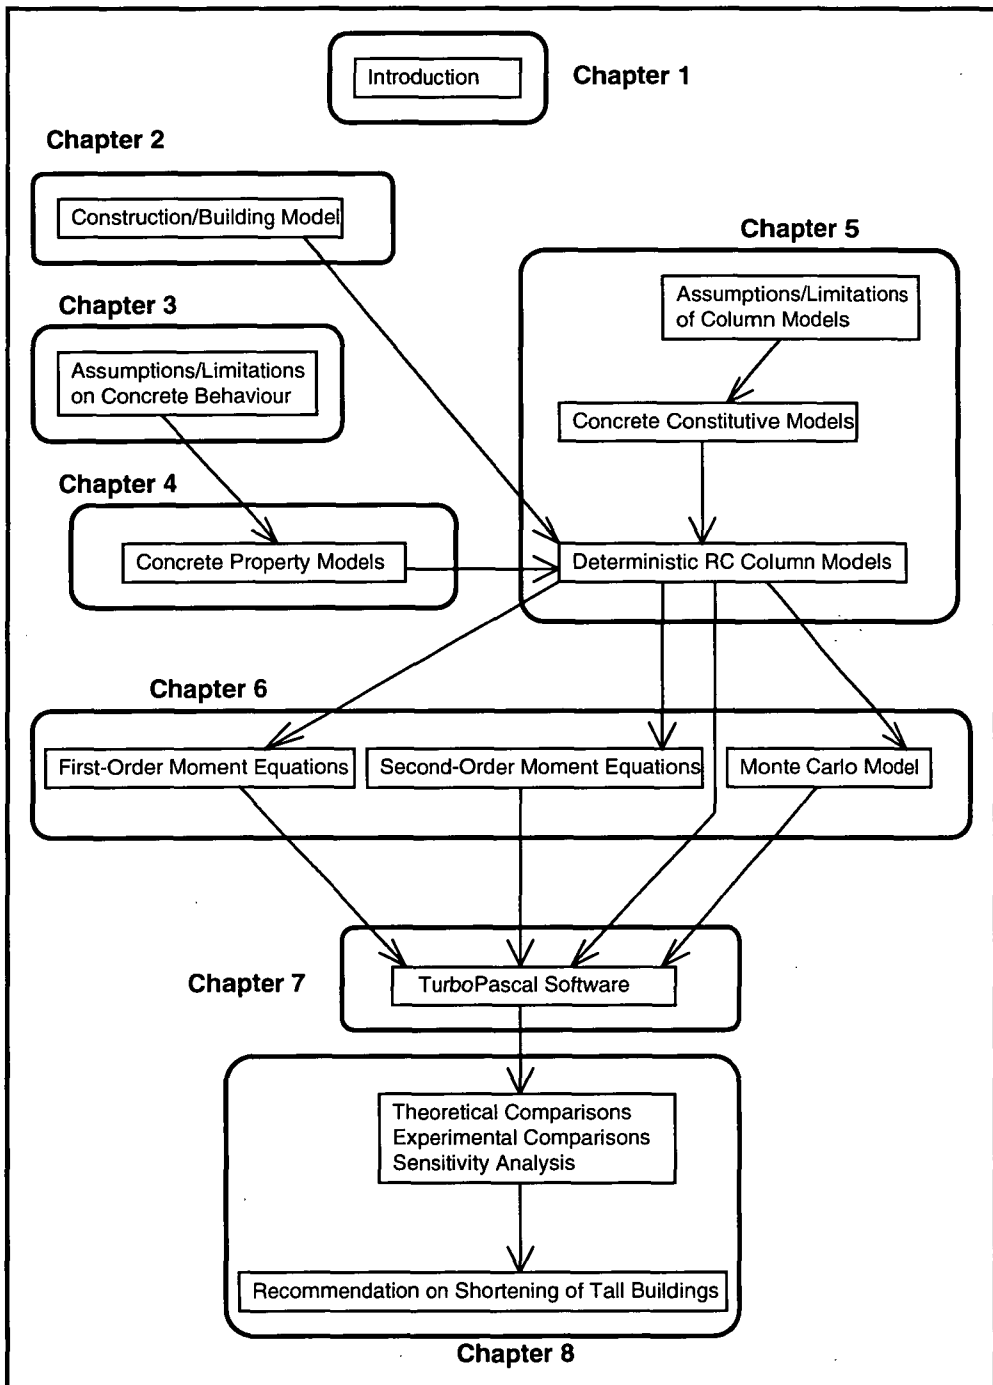 Introduction
Chapter 1
Chapter 2
Construction/Building Model
Chapter 3
Assumptions/Limitations
on Concrete Behaviour
Chapter 4
Concrete Property Models
Chapter 5
Assumptions/Limitations
of Column Models
Concrete Constitutive Models
Deterministic RC Column Models
Chapter 6
First-Order Moment Equations
Second-Order Moment Equations
Monte Carlo Model
Chapter 7
TurboPascal Software
Theoretical Comparisons
Experimental Comparisons
Sensitivity Analysis
Recommendation on Shortening of Tall Buildings
Chapter 8